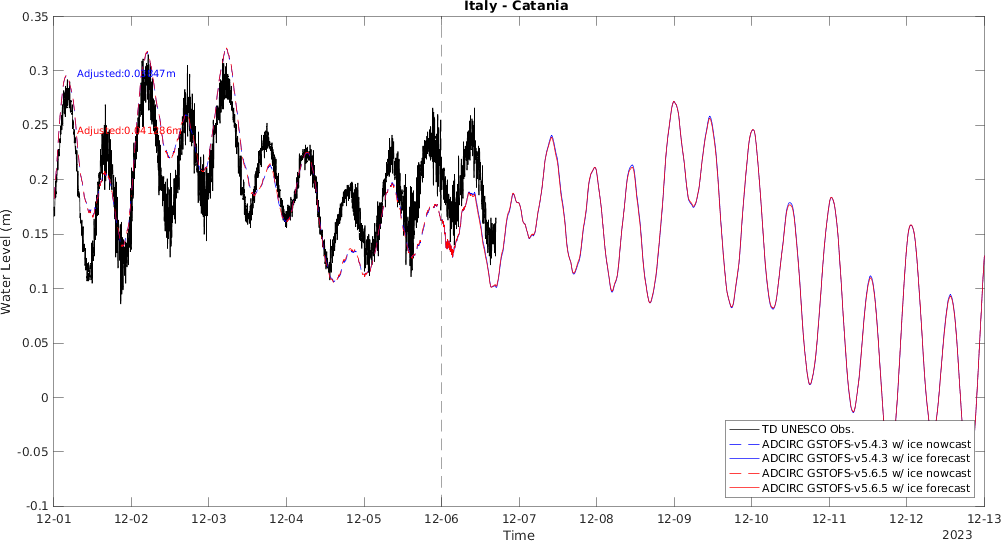 Italy - Catania
0.35
0.3
0.25
0.2
0.15
0.1
0.05
0
-0.05
-0.1
Water Level (m)
TD UNESCO Obs.
ADCIRC GSTOFS-v5.4.3 w/ ice nowcast
ADCIRC GSTOFS-v5.4.3 w/ ice forecast
ADCIRC GSTOFS-v5.6.5 w/ ice nowcast
ADCIRC GSTOFS-v5.6.5 w/ ice forecast
12-01 12-02 12-03 12-04 12-05 12-06 12-07 12-08 12-09 12-10 12-11 12-12 12-13
Time
2023